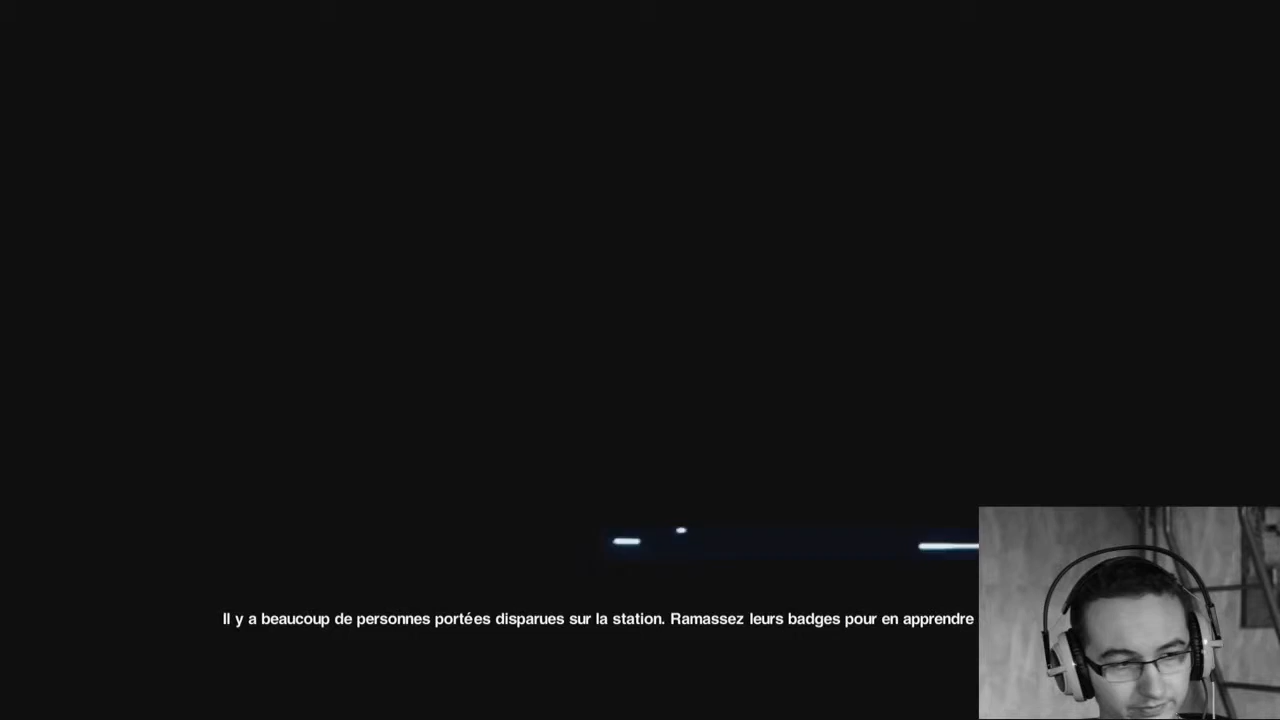 Il y a beaucoup de personnes portées disparues sur la station. Ramassez leurs badges pour en apprendre